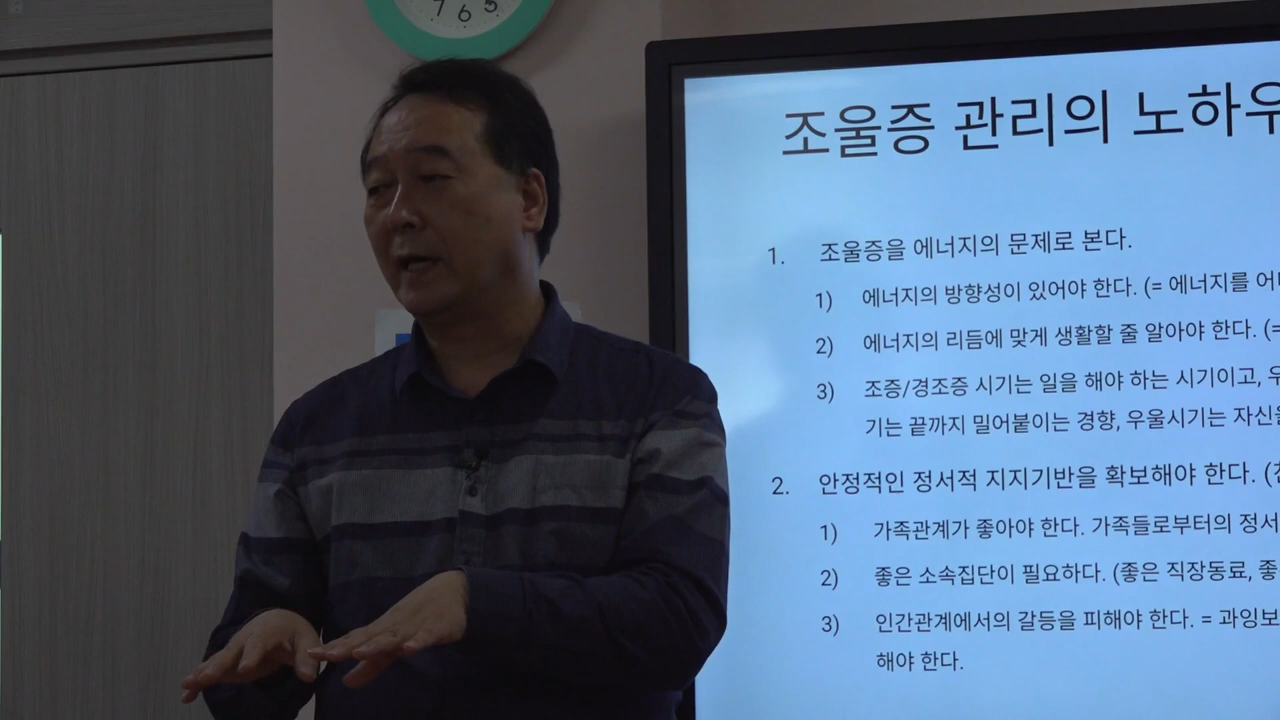 7 6 5
조울증 관리의 노하우
1. 조울증을 에너지의 문제로 본다.
1) 에너지의 방향성이 있어야 한다. (= 에너지를
2) 에너지의 리듬에 맞게 생활할 줄 알아야 한다. (=
3) 조증/경조증 시기는 일을 해야 하는 시기이고,
기는 끝까지 밀어붙이는 경향, 우울시기는 자신을
2. 안정적인 정서적 지지기반을 확보해야 한다. (
1) 가족관계가 좋아야 한다. 가족들로부터의 정서
2) 좋은 소속집단이 필요하다. (좋은 직장동료, 좋
3) 인간관계에서의 갈등을 피해야 한다. = 과잉보
해야 한다.